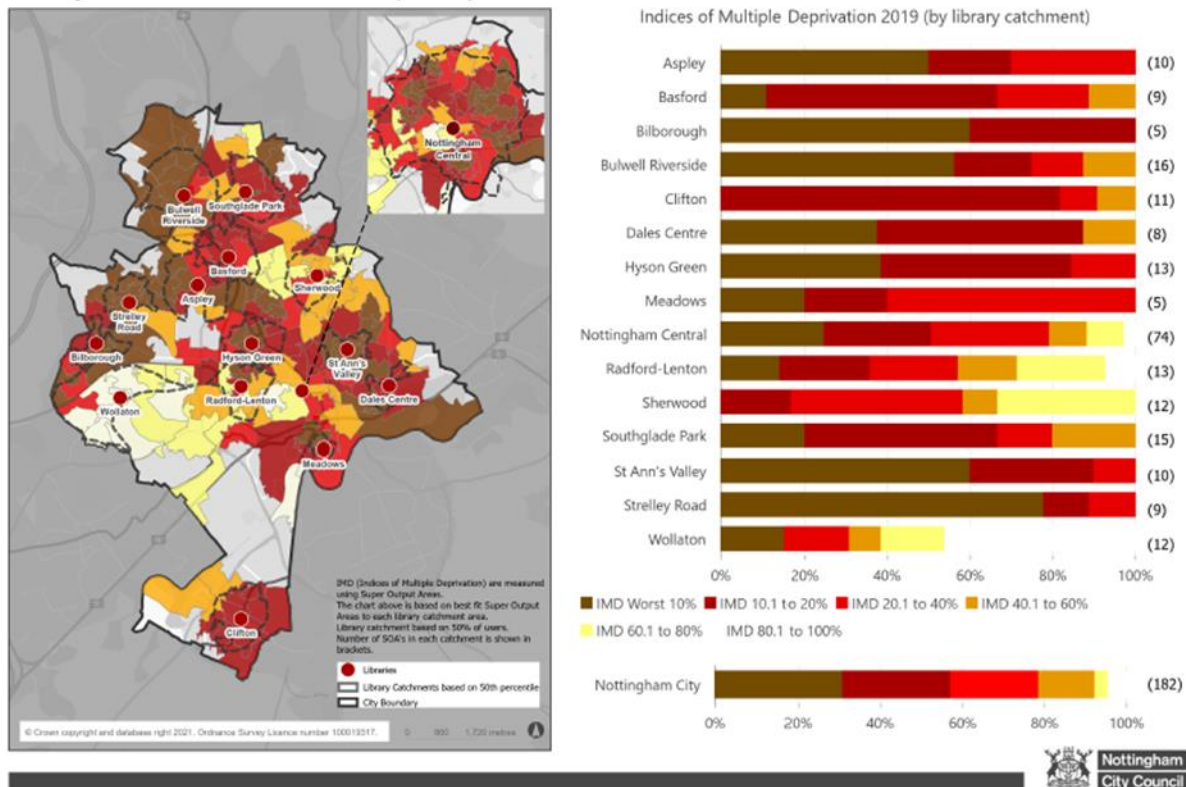 Nottingham
Central
Bulwell
Riverside
Southglade Park
Basford
Sherwood
Aspley
Strelley
Road
Bilborough
Hyson Green
St Ann's
Valley
Wollaton
Radford-Lenton
Dales Centre
Meadows
Clifton
IMD (Indices of Multiple Deprivation) are measured
using Super Output Areas.
The chart above is based on best fit Super Output
Areas to each library catchment area.
Library catchment based on 50% of users.
Number of SOA's in each catchment is shown in
brackets.
Libraries
Library Catchments based on 50th percentile
City Boundary
© Crown copyright and database right 2021. Ordnance Survey Licence number 100019317.
Indices of Multiple Deprivation 2019 (by library catchment)
Aspley (10)
Basford (9)
Bilborough (5)
Bulwell Riverside (16)
Clifton (11)
Dales Centre (8)
Hyson Green (13)
Meadows (5)
Nottingham Central (74)
Radford-Lenton (13)
Sherwood (12)
Southglade Park (15)
St Ann's Valley (10)
Strelley Road (9)
Wollaton (12)
0% 20% 40% 60% 80% 100%
IMD Worst 10% IMD 10.1 to 20% IMD 20.1 to 40% IMD 40.1 to 60%
IMD 60.1 to 80% IMD 80.1 to 100%
Nottingham City (182)
0% 20% 40% 60% 80% 100%
Nottingham
City Council